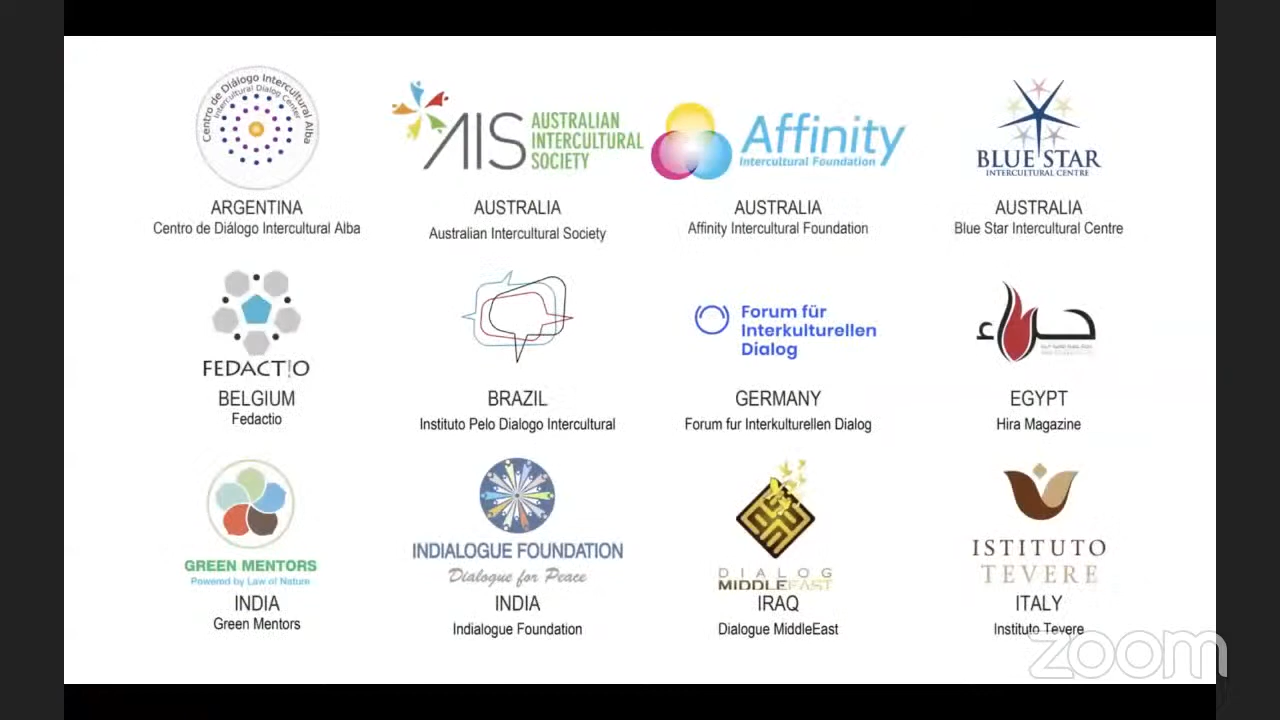 Centro de Diálogo Intercultural Alba
Intercultural Dialog Center
AIS AUSTRALIAN
INTERCULTURAL
SOCIETY
Affinity
Intercultural Foundation
BLUE STAR
INTERCULTURAL CENTRE
ARGENTINA
Centro de Diálogo Intercultural Alba
AUSTRALIA
Australian Intercultural Society
AUSTRALIA
Affinity Intercultural Foundation
AUSTRALIA
Blue Star Intercultural Centre
FEDACT!O
Forum für
Interkulturellen
Dialog
حراء
BELGIUM
Fedactio
BRAZIL
Instituto Pelo Dialogo Intercultural
GERMANY
Forum fur Interkulturellen Dialog
EGYPT
Hira Magazine
GREEN MENTORS
Powered by Law of Nature
INDIALOGUE FOUNDATION
Dialogue for Peace
DIALOG
MIDDLEEAST
ISTITUTO
TEVERE
INDIA
Green Mentors
INDIA
Indialogue Foundation
IRAQ
Dialogue MiddleEast
ITALY
Instituto Tevere
zoom